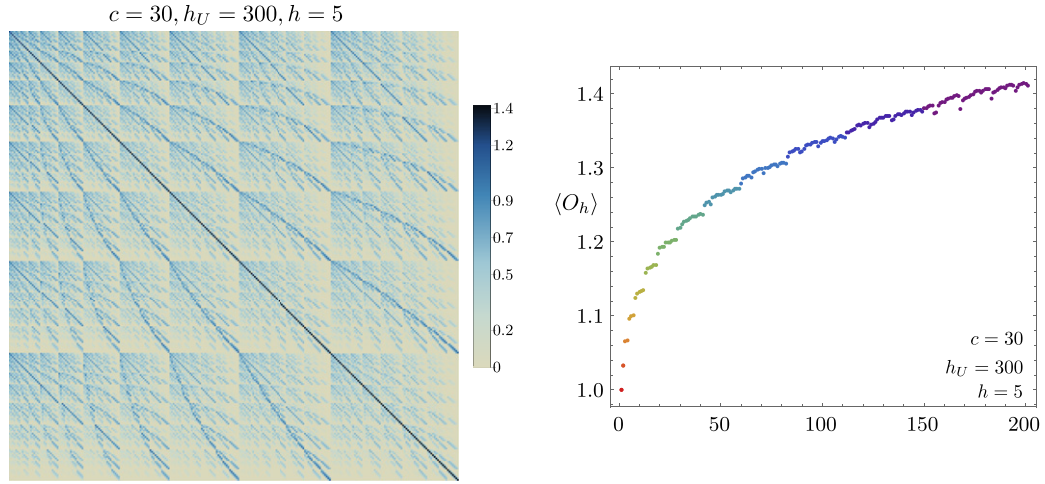 c = 30, h_U = 300, h = 5
1.4
1.2
0.9
0.7
0.5
0.2
0
1.4
1.3
1.2
1.1
1.0
⟨O_h⟩
c = 30
h_U = 300
h = 5
0 50 100 150 200